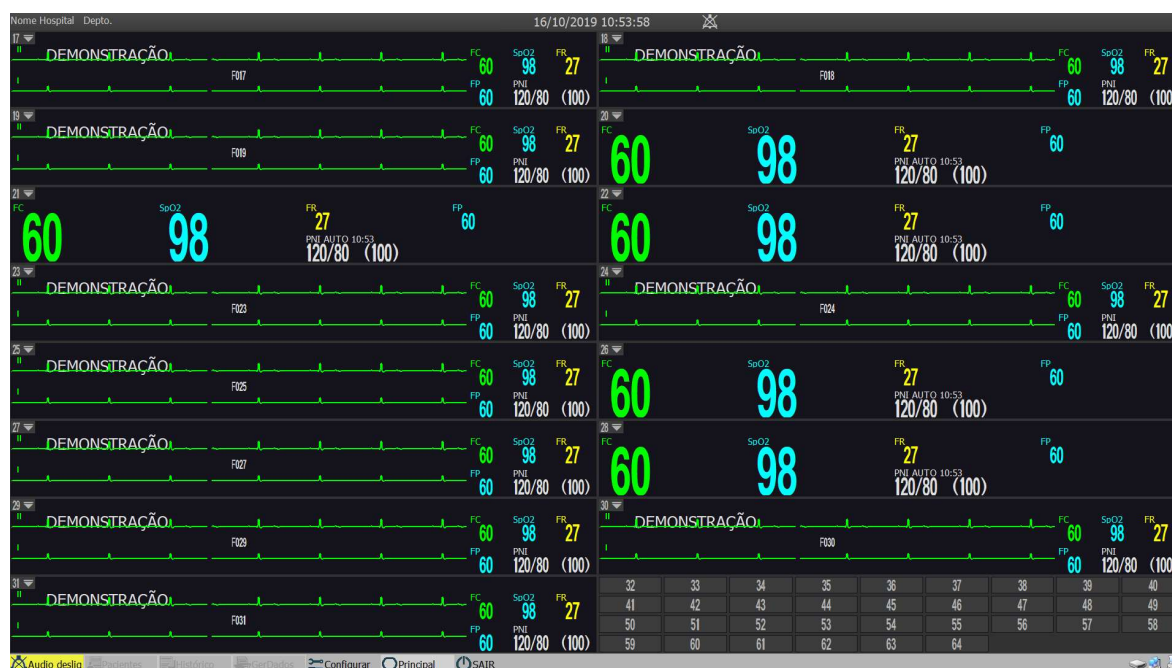 Nome Hospital Depto. 16/10/2019 10:53:58
17
II DEMONSTRAÇÃO FC 60 SpO2 98 FR 27
I F017 FP 60 PNI 120/80 (100)
18
II DEMONSTRAÇÃO FC 60 SpO2 98 FR 27
I F018 FP 60 PNI 120/80 (100
19
II DEMONSTRAÇÃO FC 60 SpO2 98 FR 27
I F019 FP 60 PNI 120/80 (100)
20
FC 60 SpO2 98 FR 27 FP 60
PNI AUTO 10:53
120/80 (100)
21
FC 60 SpO2 98 FR 27 FP 60
PNI AUTO 10:53
120/80 (100)
22
FC 60 SpO2 98 FR 27 FP 60
PNI AUTO 10:53
120/80 (100)
23
II DEMONSTRAÇÃO FC 60 SpO2 98 FR 27
I F023 FP 60 PNI 120/80 (100)
24
II DEMONSTRAÇÃO FC 60 SpO2 98 FR 27
I F024 FP 60 PNI 120/80 (100
25
II DEMONSTRAÇÃO FC 60 SpO2 98 FR 27
I F025 FP 60 PNI 120/80 (100)
26
FC 60 SpO2 98 FR 27 FP 60
PNI AUTO 10:53
120/80 (100)
27
II DEMONSTRAÇÃO FC 60 SpO2 98 FR 27
I F027 FP 60 PNI 120/80 (100)
28
FC 60 SpO2 98 FR 27 FP 60
PNI AUTO 10:53
120/80 (100)
29
II DEMONSTRAÇÃO FC 60 SpO2 98 FR 27
I F029 FP 60 PNI 120/80 (100)
30
II DEMONSTRAÇÃO FC 60 SpO2 98 FR 27
I F030 FP 60 PNI 120/80 (100
31
II DEMONSTRAÇÃO FC 60 SpO2 98 FR 27
I F031 FP 60 PNI 120/80 (100)
32 33 34 35 36 37 38 39 40
41 42 43 44 45 46 47 48 49
50 51 52 53 54 55 56 57 58
59 60 61 62 63 64
Audio deslig Pacientes Histórico GerDados Configurar Principal SAIR